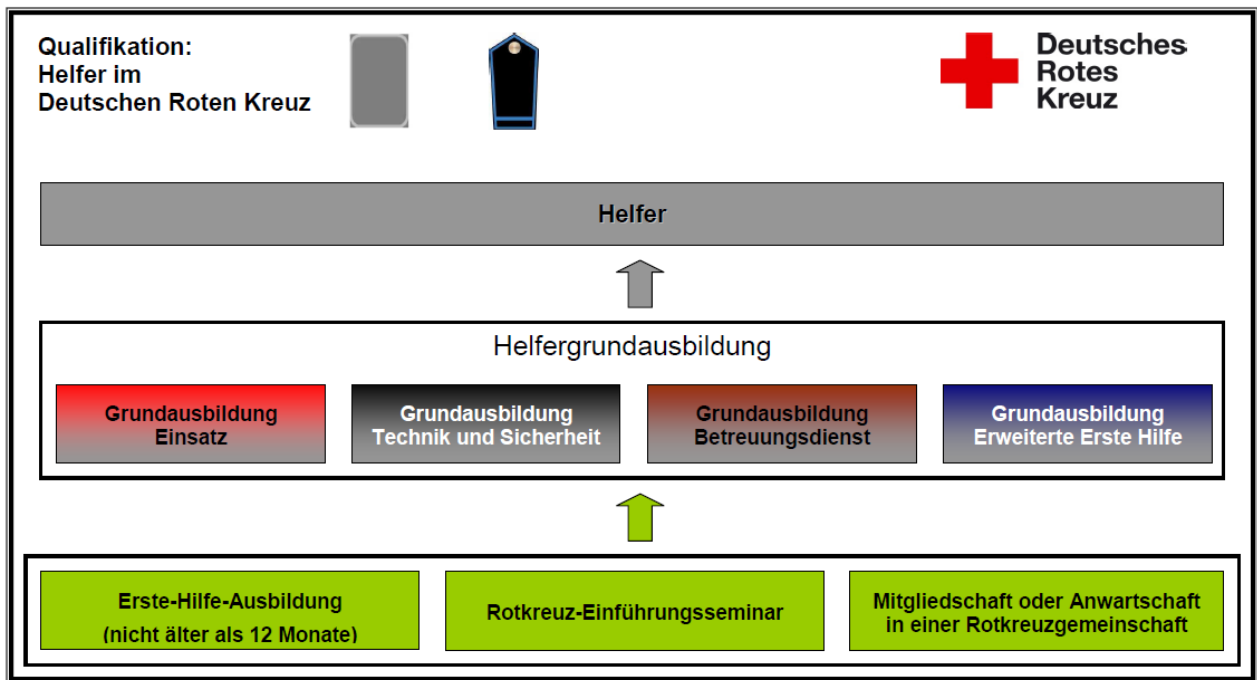 Qualifikation:
Helfer im
Deutschen Roten Kreuz
Deutsches
Rotes
Kreuz
Helfer
Helfergrundausbildung
Grundausbildung
Einsatz
Grundausbildung
Technik und Sicherheit
Grundausbildung
Betreuungsdienst
Grundausbildung
Erweiterte Erste Hilfe
Erste-Hilfe-Ausbildung
(nicht älter als 12 Monate)
Rotkreuz-Einführungsseminar
Mitgliedschaft oder Anwartschaft
in einer Rotkreuzgemeinschaft